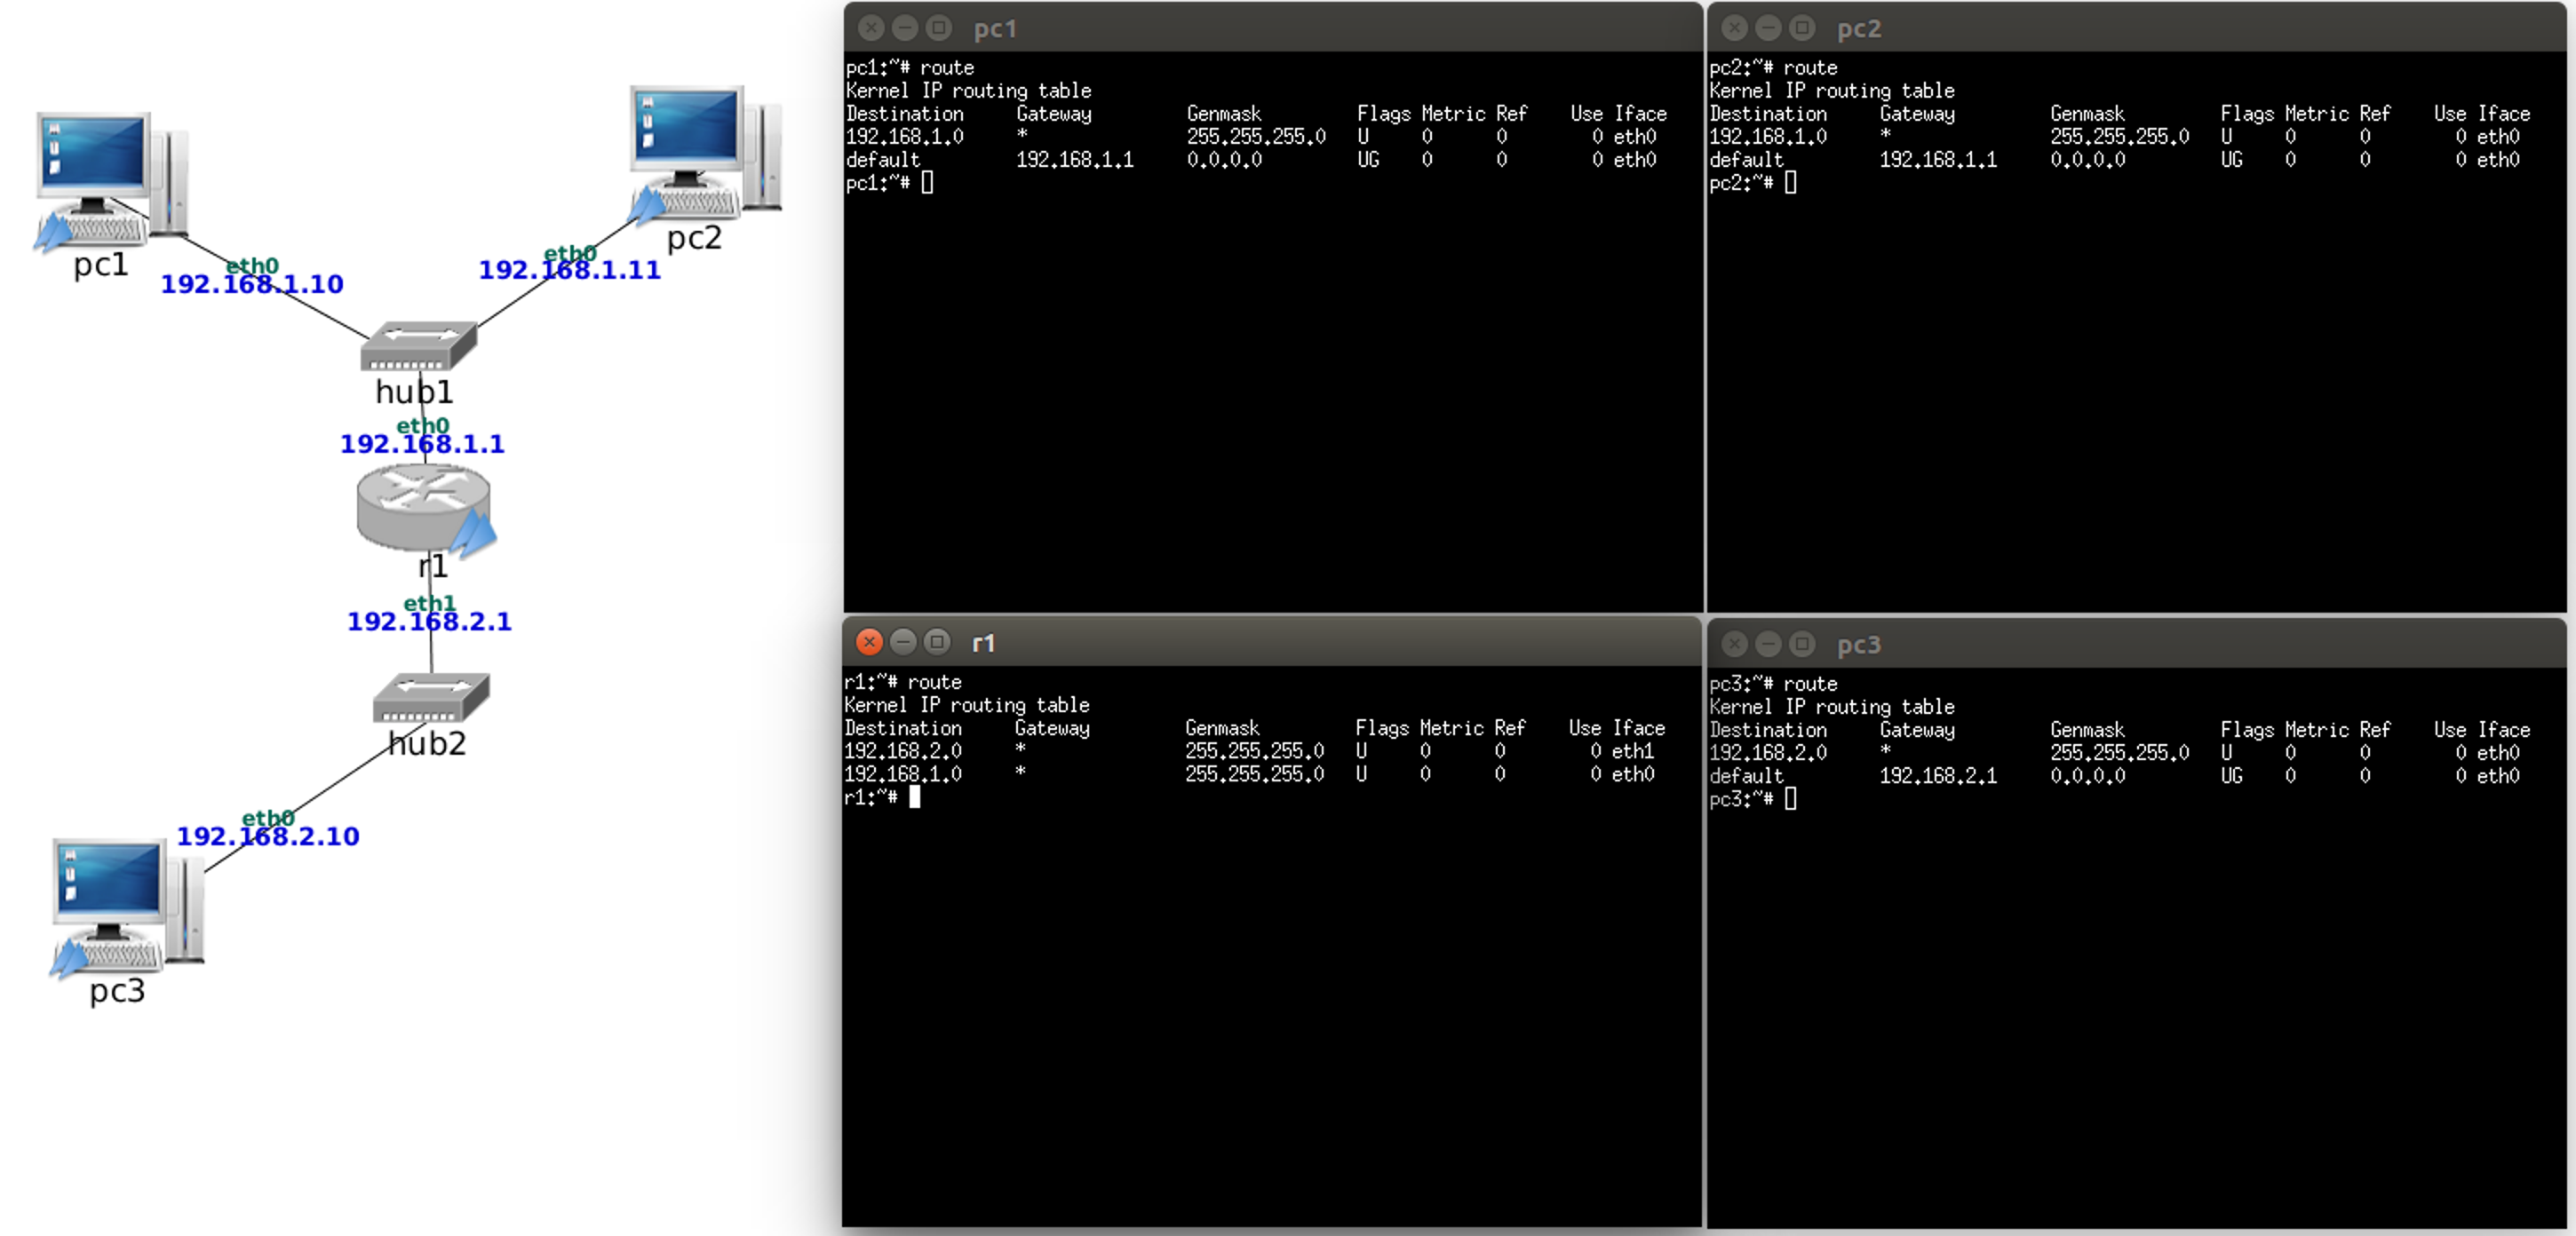 pc1
eth0
192.168.1.10
pc2
eth0
192.168.1.11
hub1
eth0
192.168.1.1
r1
eth1
192.168.2.1
hub2
eth0
192.168.2.10
pc3
pc1
pc1:~# route
Kernel IP routing table
Destination Gateway Genmask Flags Metric Ref Use Iface
192.168.1.0 * 255.255.255.0 U 0 0 0 eth0
default 192.168.1.1 0.0.0.0 UG 0 0 0 eth0
pc1:~#
pc2
pc2:~# route
Kernel IP routing table
Destination Gateway Genmask Flags Metric Ref Use Iface
192.168.1.0 * 255.255.255.0 U 0 0 0 eth0
default 192.168.1.1 0.0.0.0 UG 0 0 0 eth0
pc2:~#
r1
r1:~# route
Kernel IP routing table
Destination Gateway Genmask Flags Metric Ref Use Iface
192.168.2.0 * 255.255.255.0 U 0 0 0 eth1
192.168.1.0 * 255.255.255.0 U 0 0 0 eth0
r1:~#
pc3
pc3:~# route
Kernel IP routing table
Destination Gateway Genmask Flags Metric Ref Use Iface
192.168.2.0 * 255.255.255.0 U 0 0 0 eth0
default 192.168.2.1 0.0.0.0 UG 0 0 0 eth0
pc3:~#